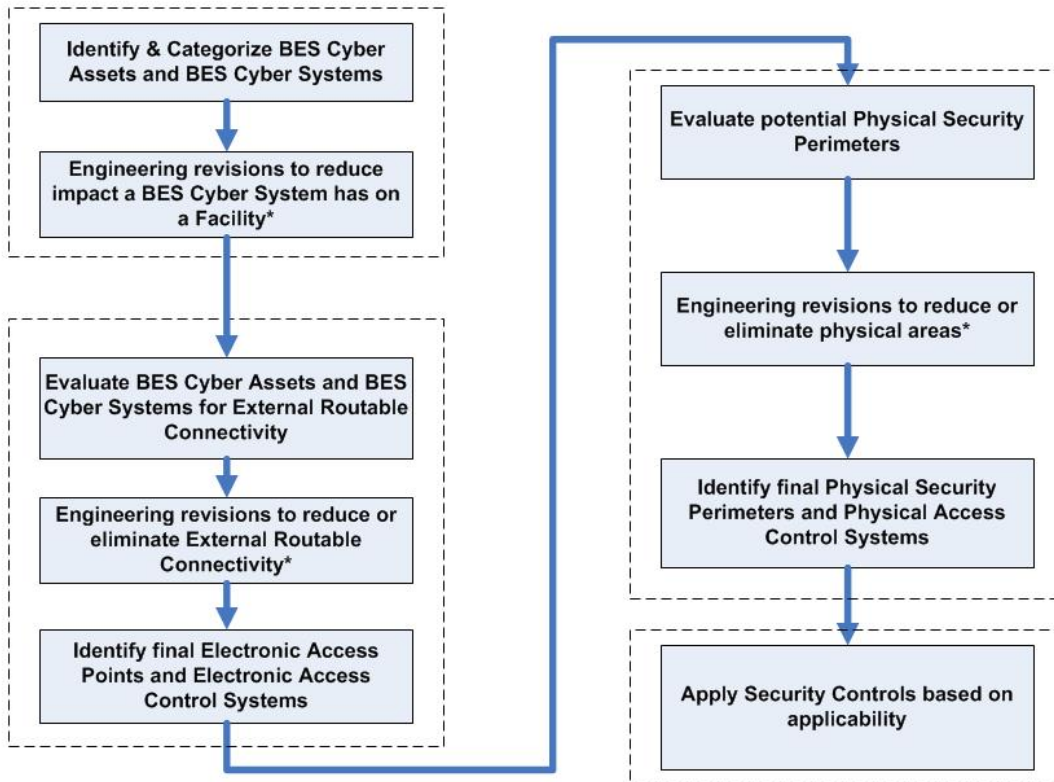 Identify & Categorize BES Cyber
Assets and BES Cyber Systems
Engineering revisions to reduce
impact a BES Cyber System has on
a Facility*
Evaluate BES Cyber Assets and BES
Cyber Systems for External Routable
Connectivity
Engineering revisions to reduce or
eliminate External Routable
Connectivity*
Identify final Electronic Access
Points and Electronic Access
Control Systems
Evaluate potential Physical Security
Perimeters
Engineering revisions to reduce or
eliminate physical areas*
Identify final Physical Security
Perimeters and Physical Access
Control Systems
Apply Security Controls based on
applicability